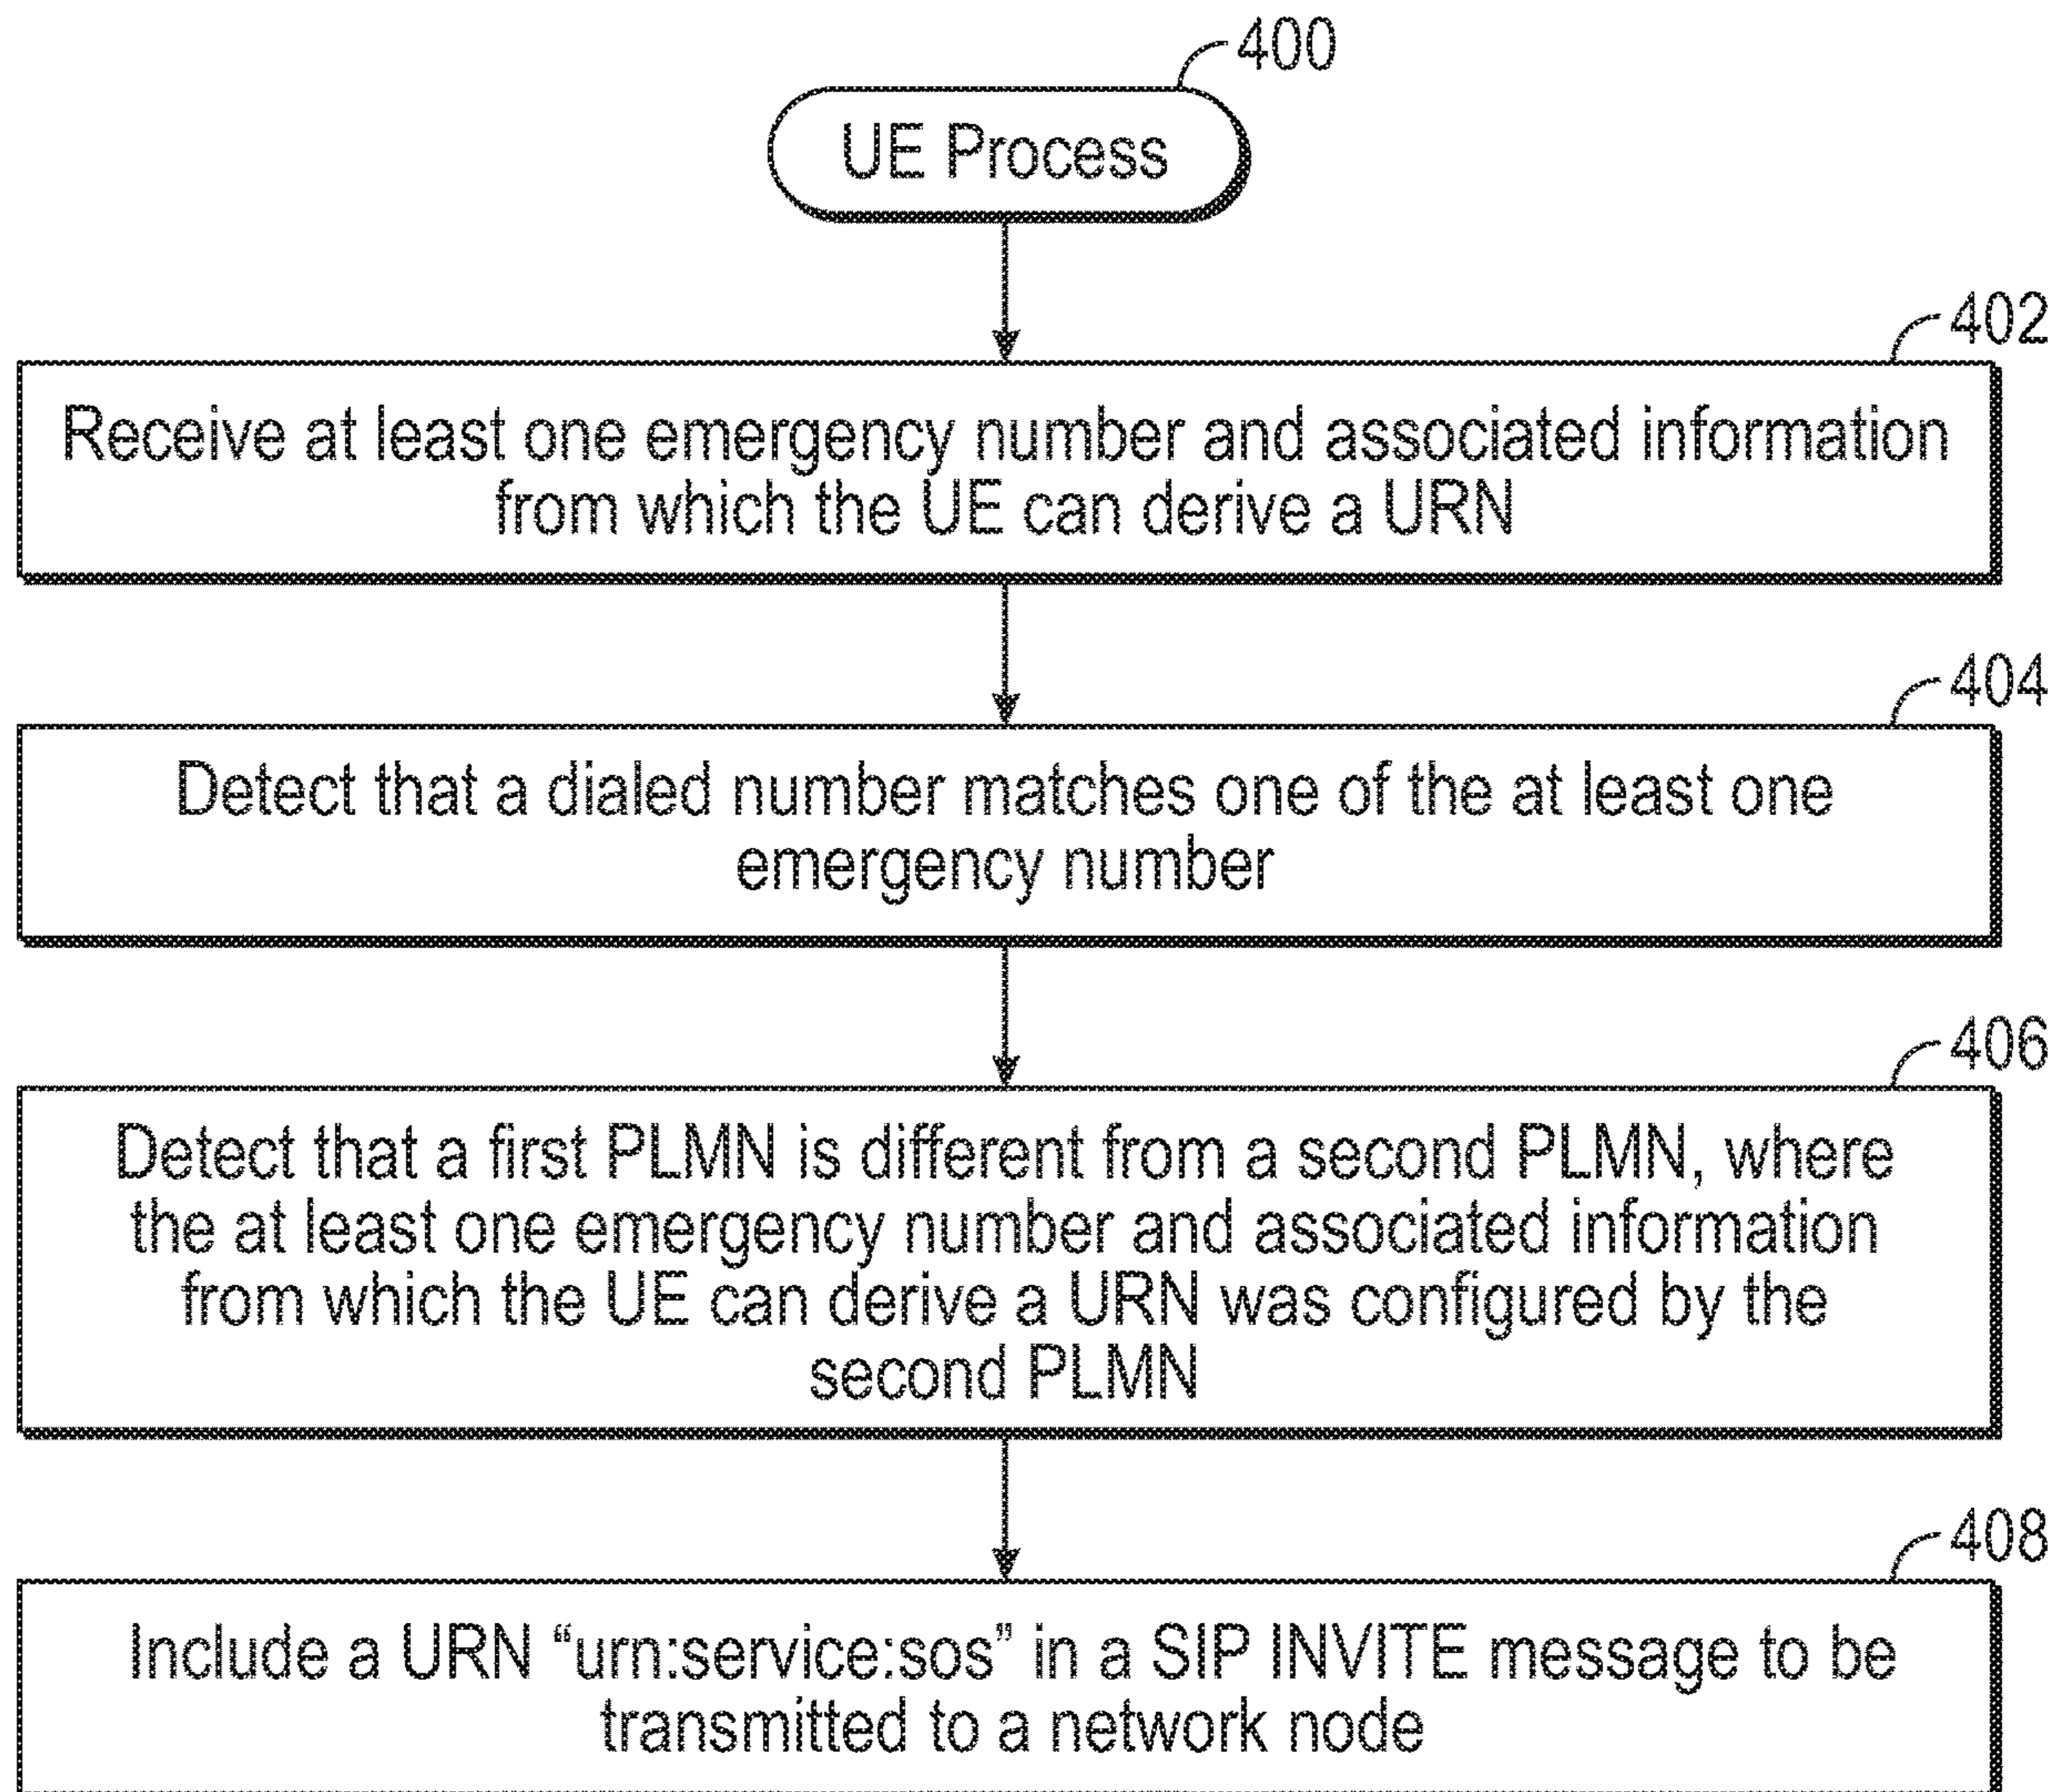 400
UE Process
402
Receive at least one emergency number and associated information
from which the UE can derive a URN
404
Detect that a dialed number matches one of the at least one
emergency number
406
Detect that a first PLMN is different from a second PLMN, where
the at least one emergency number and associated information
from which the UE can derive a URN was configured by the
second PLMN
408
Include a URN “urn:service:sos” in a SIP INVITE message to be
transmitted to a network node